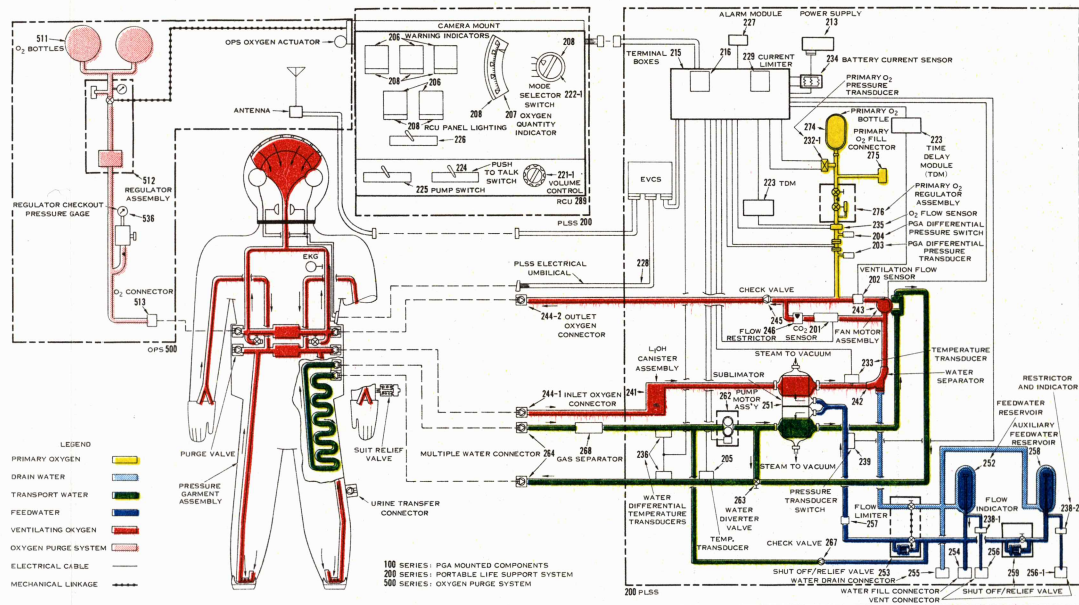 511
O2 BOTTLES
OPS OXYGEN ACTUATOR
ANTENNA
512
REGULATOR
ASSEMBLY
REGULATOR CHECKOUT
PRESSURE GAGE
536
O2 CONNECTOR
513
OPS 500
CAMERA MOUNT
WARNING INDICATORS
206
208
206
208
RCU PANEL LIGHTING
226
208
207
OXYGEN
QUANTITY
INDICATOR
208
MODE
SELECTOR
SWITCH
222-1
224
PUSH
TO TALK
SWITCH
225 PUMP SWITCH
221-1
VOLUME
CONTROL
RCU 289
PLSS 200
EKG
PLSS ELECTRICAL
UMBILICAL
228
EVCS
TERMINAL
BOXES
215
216
ALARM MODULE
227
POWER SUPPLY
213
229
CURRENT
LIMITER
234
BATTERY CURRENT SENSOR
PRIMARY O2
PRESSURE
TRANSDUCER
PRIMARY O2
BOTTLE
274
232-1
PRIMARY
O2 FILL
CONNECTOR
275
223
TIME
DELAY
MODULE
(TDM)
223 TDM
PRIMARY O2
REGULATOR
ASSEMBLY
276
235
O2 FLOW SENSOR
204
PGA DIFFERENTIAL
PRESSURE SWITCH
203
PGA DIFFERENTIAL
PRESSURE
TRANSDUCER
VENTILATION FLOW
SENSOR
202
CHECK VALVE
245
244-2 OUTLET
OXYGEN
CONNECTOR
FLOW 246
RESTRICTOR
CO2 201
SENSOR
243
FAN MOTOR
ASSEMBLY
233
TEMPERATURE
TRANSDUCER
WATER
SEPARATOR
242
LiOH
CANISTER
ASSEMBLY
241
STEAM TO VACUUM
SUBLIMATOR
PUMP
MOTOR
ASS'Y
251
262
244-1 INLET OXYGEN
CONNECTOR
MULTIPLE WATER CONNECTOR
264
268
GAS SEPARATOR
236
205
WATER
DIFFERENTIAL
TEMPERATURE
TRANSDUCERS
TEMP.
TRANSDUCER
263
WATER
DIVERTER
VALVE
STEAM TO VACUUM
239
PRESSURE
TRANSDUCER
SWITCH
FLOW
LIMITER
257
CHECK VALVE 267
RESTRICTOR
AND INDICATOR
FEEDWATER
RESERVOIR
252
AUXILIARY
FEEDWATER
RESERVOIR
258
FLOW
INDICATOR
238-1
238-2
253
SHUT OFF/RELIEF VALVE
WATER DRAIN CONNECTOR
255
254
256
259
256-1
WATER FILL CONNECTOR
VENT CONNECTOR
SHUT OFF/RELIEF VALVE
200 PLSS
PURGE VALVE
PRESSURE
GARMENT
ASSEMBLY
SUIT RELIEF
VALVE
URINE TRANSFER
CONNECTOR
LEGEND
PRIMARY OXYGEN
DRAIN WATER
TRANSPORT WATER
FEEDWATER
VENTILATING OXYGEN
OXYGEN PURGE SYSTEM
ELECTRICAL CABLE
MECHANICAL LINKAGE
100 SERIES: PGA MOUNTED COMPONENTS
200 SERIES: PORTABLE LIFE SUPPORT SYSTEM
500 SERIES: OXYGEN PURGE SYSTEM